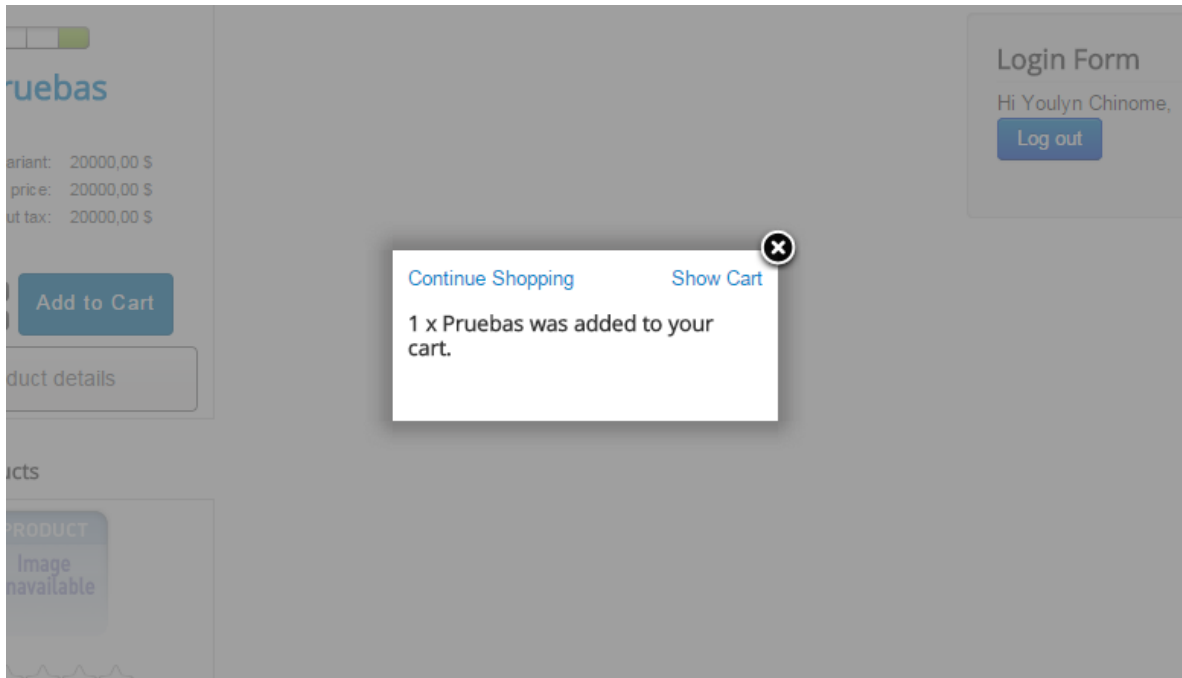 ruebas
ariant: 20000,00 $
price: 20000,00 $
ut tax: 20000,00 $
Add to Cart
duct details
ucts
PRODUCT
Image
navailable
Login Form
Hi Youlyn Chinome,
Log out
Continue Shopping Show Cart
1 x Pruebas was added to your
cart.